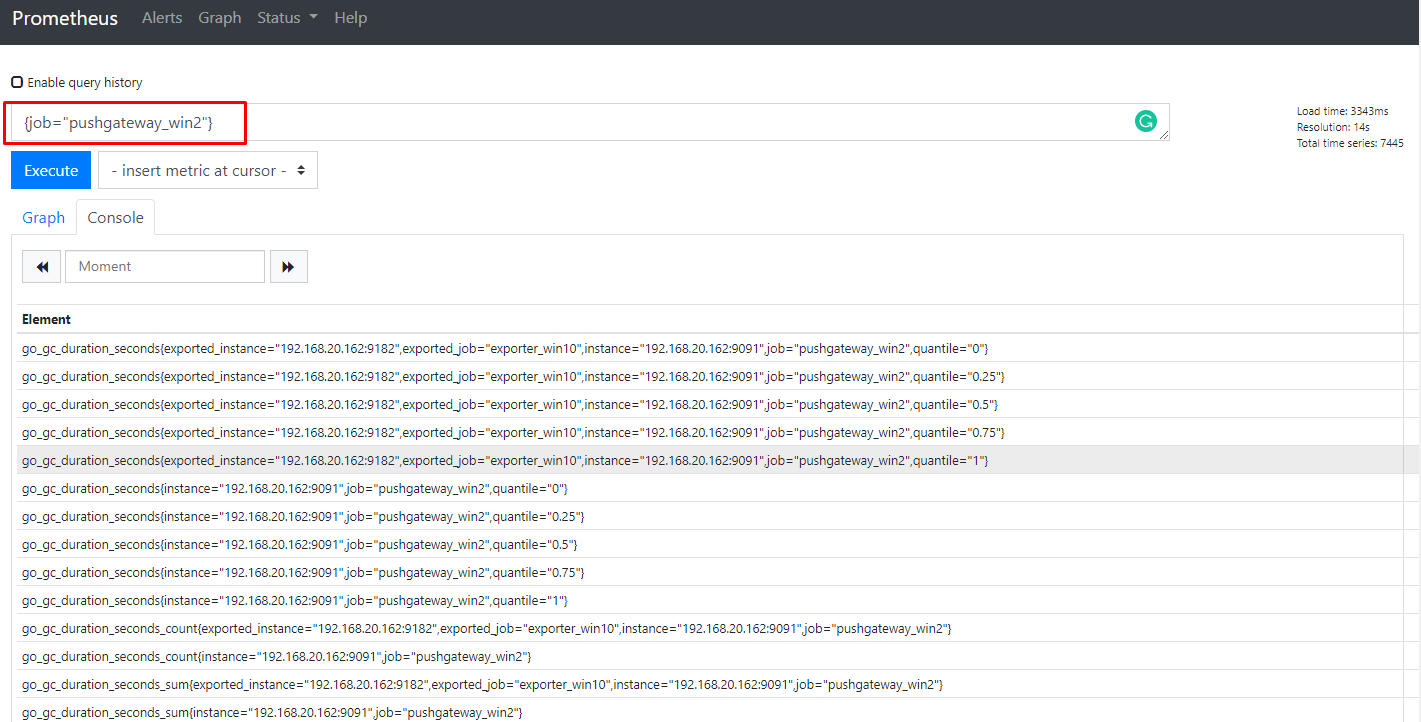 Prometheus Alerts Graph Status Help
Enable query history
{job="pushgateway_win2"}
Load time: 3343ms
Resolution: 14s
Total time series: 7445
Execute - insert metric at cursor -
Graph Console
Moment
Element
go_gc_duration_seconds{exported_instance="192.168.20.162:9182",exported_job="exporter_win10",instance="192.168.20.162:9091",job="pushgateway_win2",quantile="0"}
go_gc_duration_seconds{exported_instance="192.168.20.162:9182",exported_job="exporter_win10",instance="192.168.20.162:9091",job="pushgateway_win2",quantile="0.25"}
go_gc_duration_seconds{exported_instance="192.168.20.162:9182",exported_job="exporter_win10",instance="192.168.20.162:9091",job="pushgateway_win2",quantile="0.5"}
go_gc_duration_seconds{exported_instance="192.168.20.162:9182",exported_job="exporter_win10",instance="192.168.20.162:9091",job="pushgateway_win2",quantile="0.75"}
go_gc_duration_seconds{exported_instance="192.168.20.162:9182",exported_job="exporter_win10",instance="192.168.20.162:9091",job="pushgateway_win2",quantile="1"}
go_gc_duration_seconds{instance="192.168.20.162:9091",job="pushgateway_win2",quantile="0"}
go_gc_duration_seconds{instance="192.168.20.162:9091",job="pushgateway_win2",quantile="0.25"}
go_gc_duration_seconds{instance="192.168.20.162:9091",job="pushgateway_win2",quantile="0.5"}
go_gc_duration_seconds{instance="192.168.20.162:9091",job="pushgateway_win2",quantile="0.75"}
go_gc_duration_seconds{instance="192.168.20.162:9091",job="pushgateway_win2",quantile="1"}
go_gc_duration_seconds_count{exported_instance="192.168.20.162:9182",exported_job="exporter_win10",instance="192.168.20.162:9091",job="pushgateway_win2"}
go_gc_duration_seconds_count{instance="192.168.20.162:9091",job="pushgateway_win2"}
go_gc_duration_seconds_sum{exported_instance="192.168.20.162:9182",exported_job="exporter_win10",instance="192.168.20.162:9091",job="pushgateway_win2"}
go_gc_duration_seconds_sum{instance="192.168.20.162:9091",job="pushgateway_win2"}